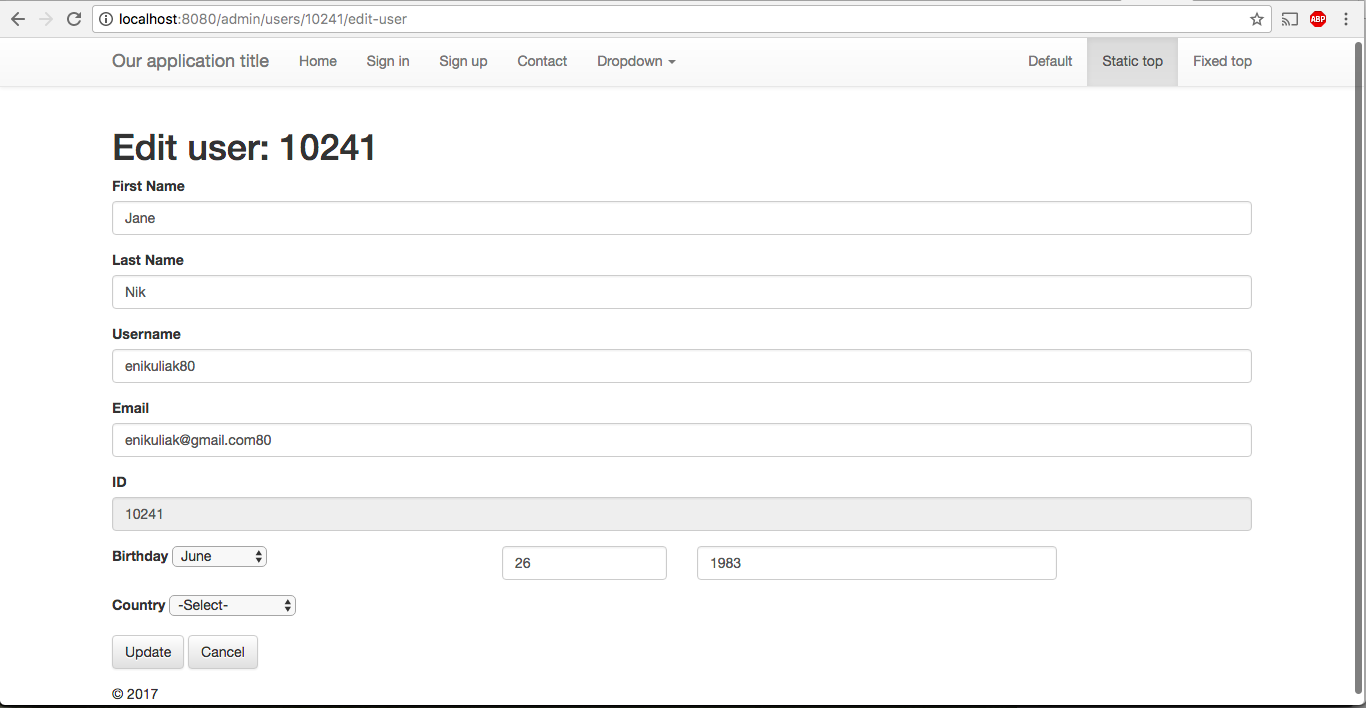 localhost:8080/admin/users/10241/edit-user
ABP
Our application title Home Sign in Sign up Contact Dropdown Default Static top Fixed top
Edit user: 10241
First Name
Jane
Last Name
Nik
Username
enikuliak80
Email
enikuliak@gmail.com80
ID
10241
Birthday June 26 1983
Country -Select-
Update Cancel
© 2017